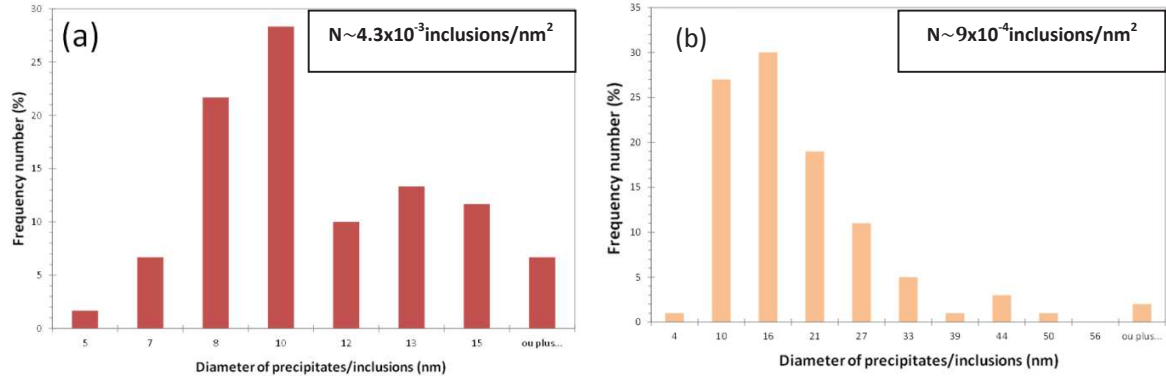 (a)
N~4.3x10⁻³inclusions/nm²
Frequency number (%)
30
25
20
15
10
5
0
5 7 8 10 12 13 15 ou plus...
Diameter of precipitates/inclusions (nm)
(b)
N~9x10⁻⁴inclusions/nm²
Frequency number (%)
35
30
25
20
15
10
5
0
4 10 16 21 27 33 39 44 50 56 ou plus...
Diameter of precipitates/inclusions (nm)